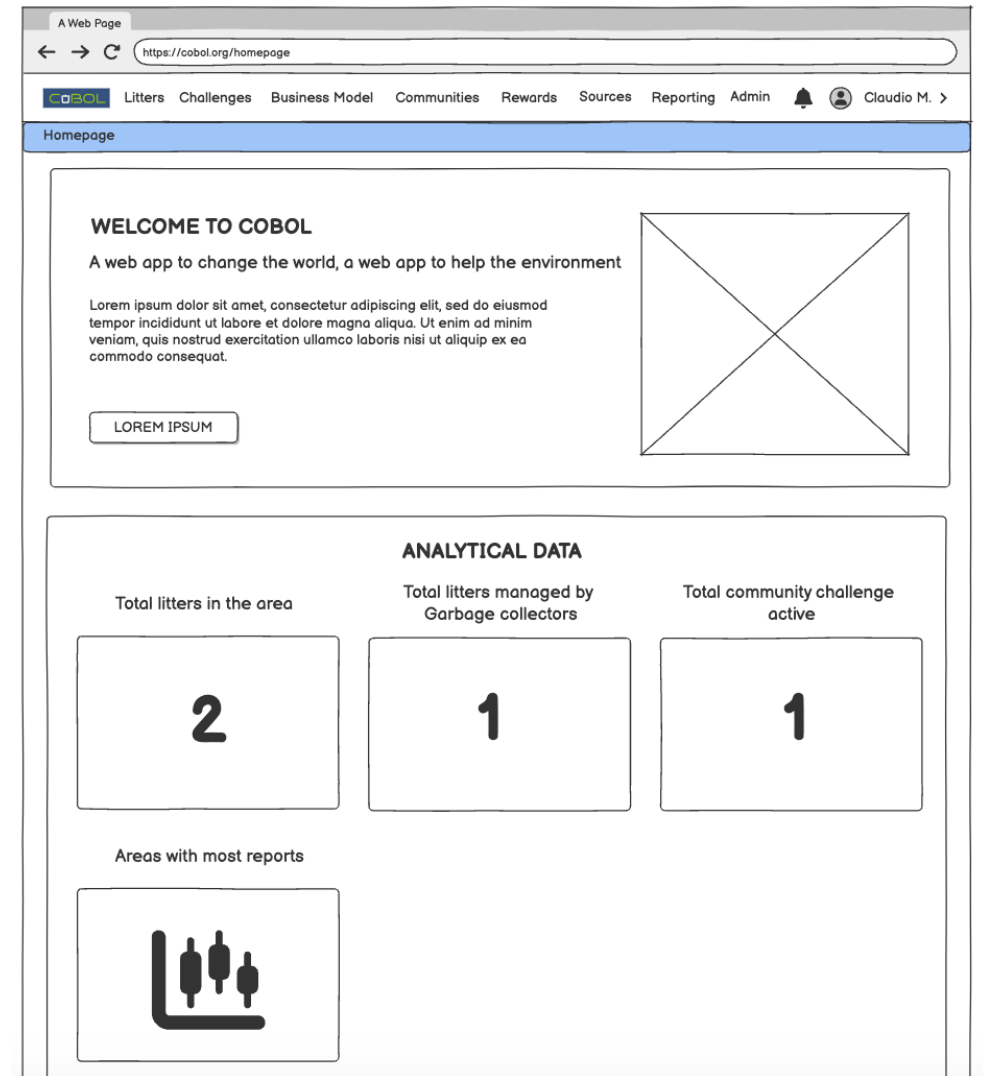 A Web Page
https://cobol.org/homepage
COBOL Litters Challenges Business Model Communities Rewards Sources Reporting Admin Claudio M.
Homepage
WELCOME TO COBOL
A web app to change the world, a web app to help the environment
Lorem ipsum dolor sit amet, consectetur adipiscing elit, sed do eiusmod
tempor incididunt ut labore et dolore magna aliqua. Ut enim ad minim
veniam, quis nostrud exercitation ullamco laboris nisi ut aliquip ex ea
commodo consequat.
LOREM IPSUM
ANALYTICAL DATA
Total litters in the area
Total litters managed by
Garbage collectors
Total community challenge
active
2
1
1
Areas with most reports